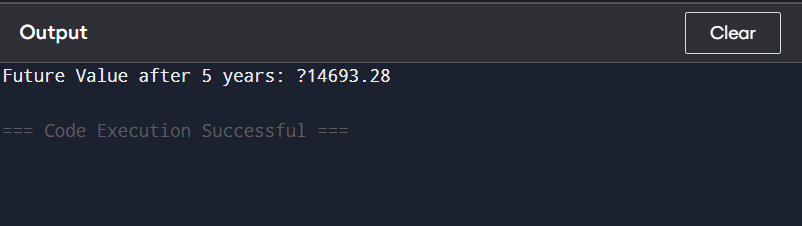 Output
Clear
Future Value after 5 years: ?14693.28
=== Code Execution Successful ===